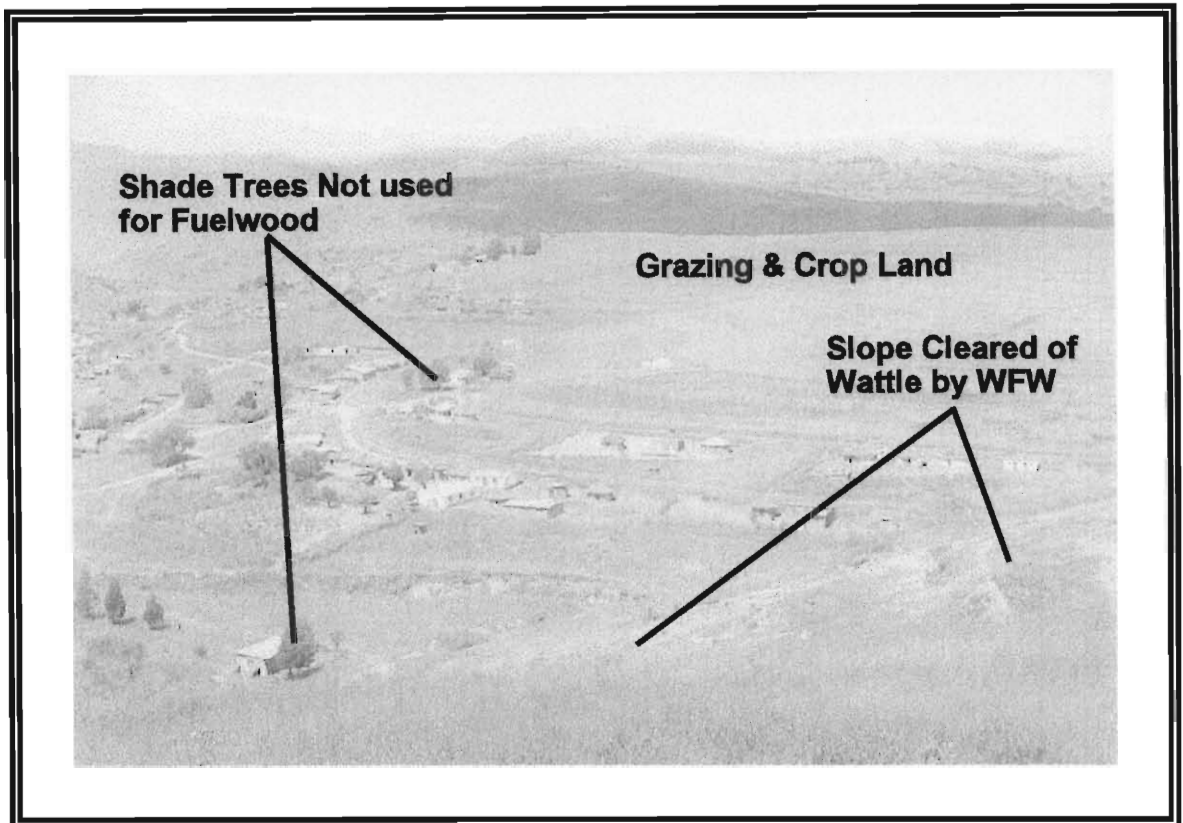 Shade Trees Not used
for Fuelwood
Grazing & Crop Land
Slope Cleared of
Wattle by WFW